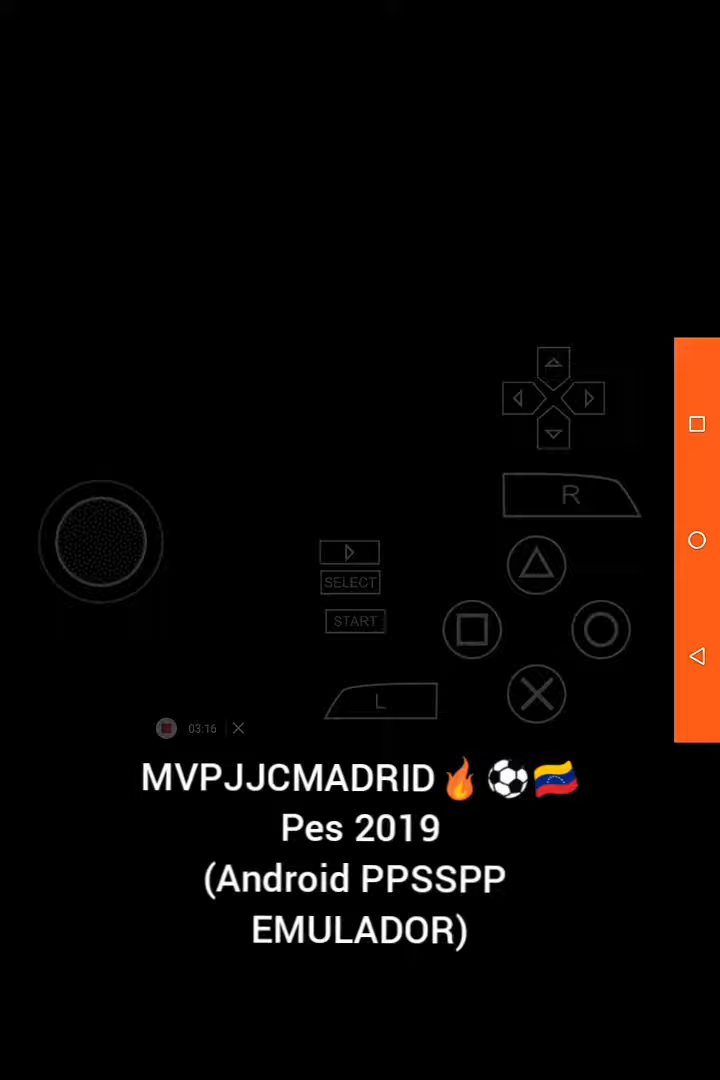 R
SELECT
START
L
03:16
MVPJJCMADRID🔥⚽🇻🇪
Pes 2019
(Android PPSSPP
EMULADOR)